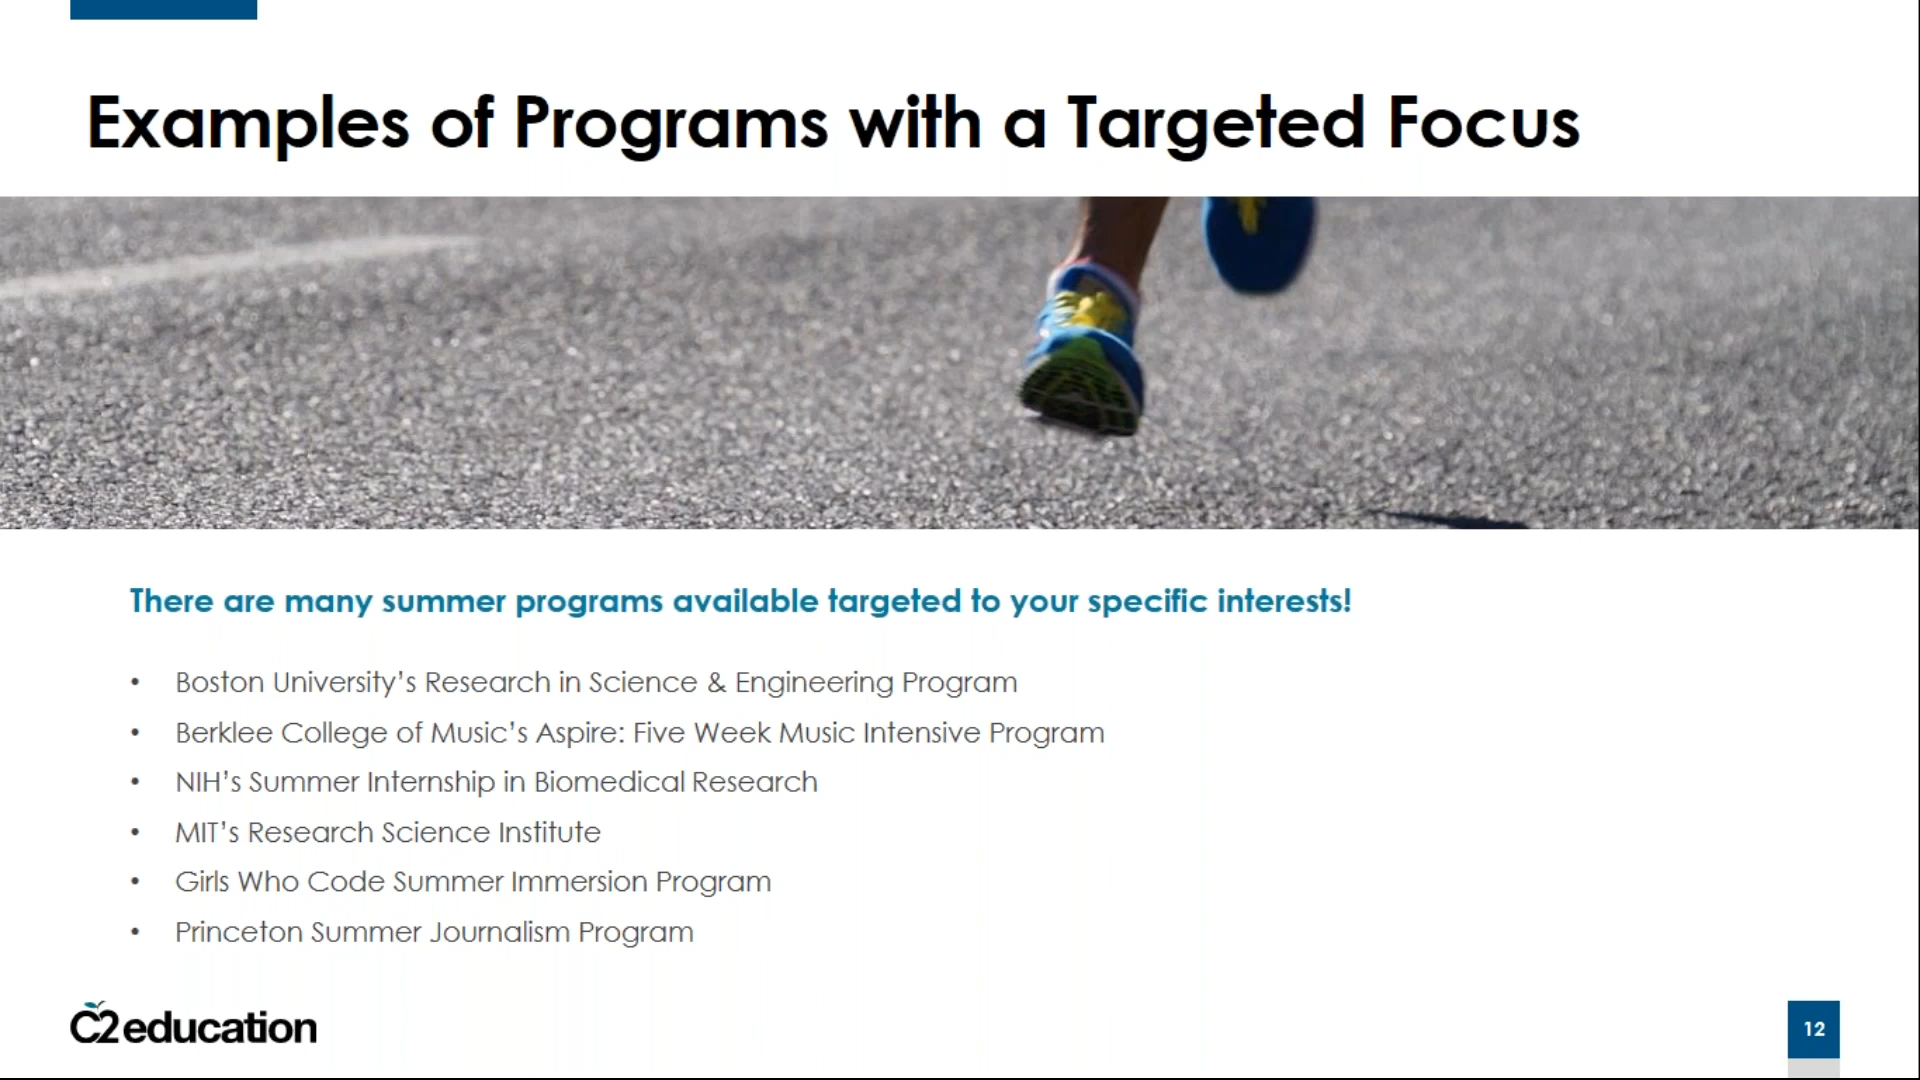 Examples of Programs with a Targeted Focus
There are many summer programs available targeted to your specific interests!
• Boston University's Research in Science & Engineering Program
• Berklee College of Music's Aspire: Five Week Music Intensive Program
• NIH's Summer Internship in Biomedical Research
• MIT's Research Science Institute
• Girls Who Code Summer Immersion Program
• Princeton Summer Journalism Program
C2education
12